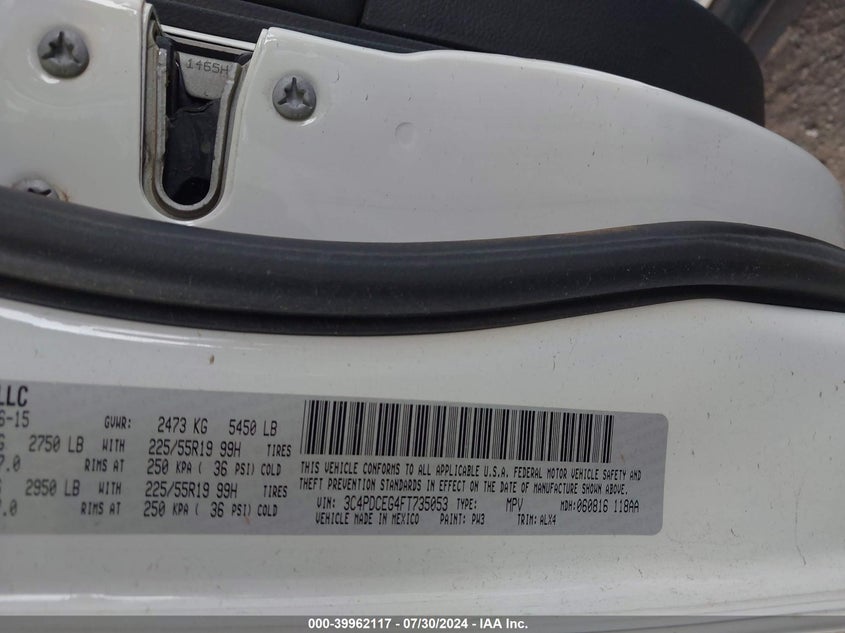 1465H
LLC
6-15
GVWR: 2473 KG 5450 LB
G 2750 LB WITH 225/55R19 99H TIRES
7.0 RIMS AT 250 KPA ( 36 PSI) COLD
G 2950 LB WITH 225/55R19 99H TIRES
7.0 RIMS AT 250 KPA ( 36 PSI) COLD
THIS VEHICLE CONFORMS TO ALL APPLICABLE U.S.A. FEDERAL MOTOR VEHICLE SAFETY AND
THEFT PREVENTION STANDARDS IN EFFECT ON THE DATE OF MANUFACTURE SHOWN ABOVE.
VIN: 3C4PDCEG4FT735053 TYPE: MPV MDH: 060816 118AA
VEHICLE MADE IN MEXICO PAINT: PW3 TRIM: ALX4
000-39962117 - 07/30/2024 - IAA Inc.